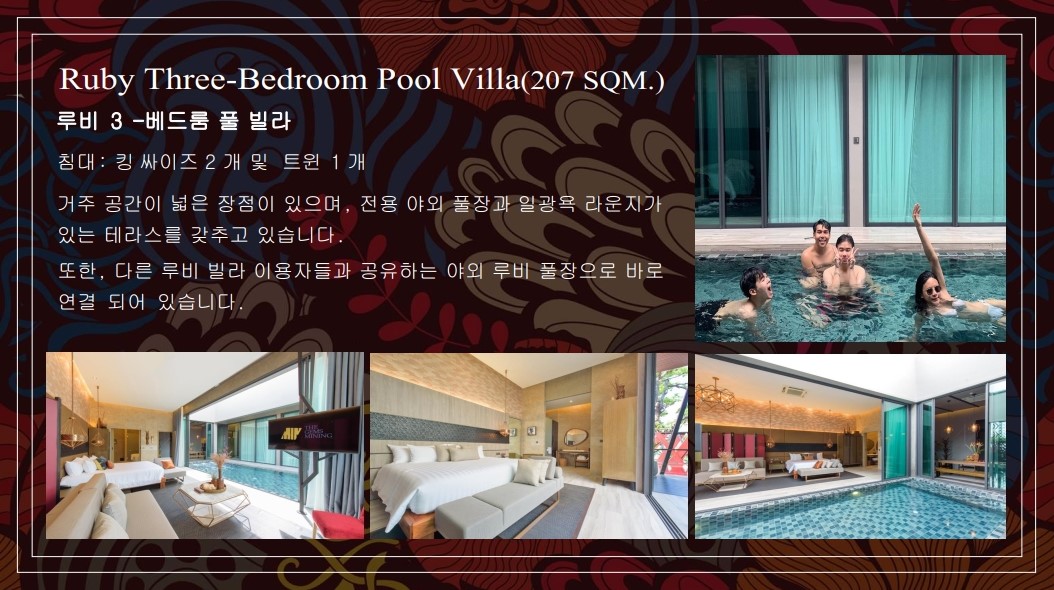 Ruby Three-Bedroom Pool Villa(207 SQM.)
루비 3 -베드룸 풀 빌라
침대: 킹 싸이즈 2 개 및 트윈 1 개
거주 공간이 넓은 장점이 있으며, 전용 야외 풀장과 일광욕 라운지가
있는 테라스를 갖추고 있습니다.
또한, 다른 루비 빌라 이용자들과 공유하는 야외 루비 풀장으로 바로
연결 되어 있습니다.
THE
GEMS
MINING